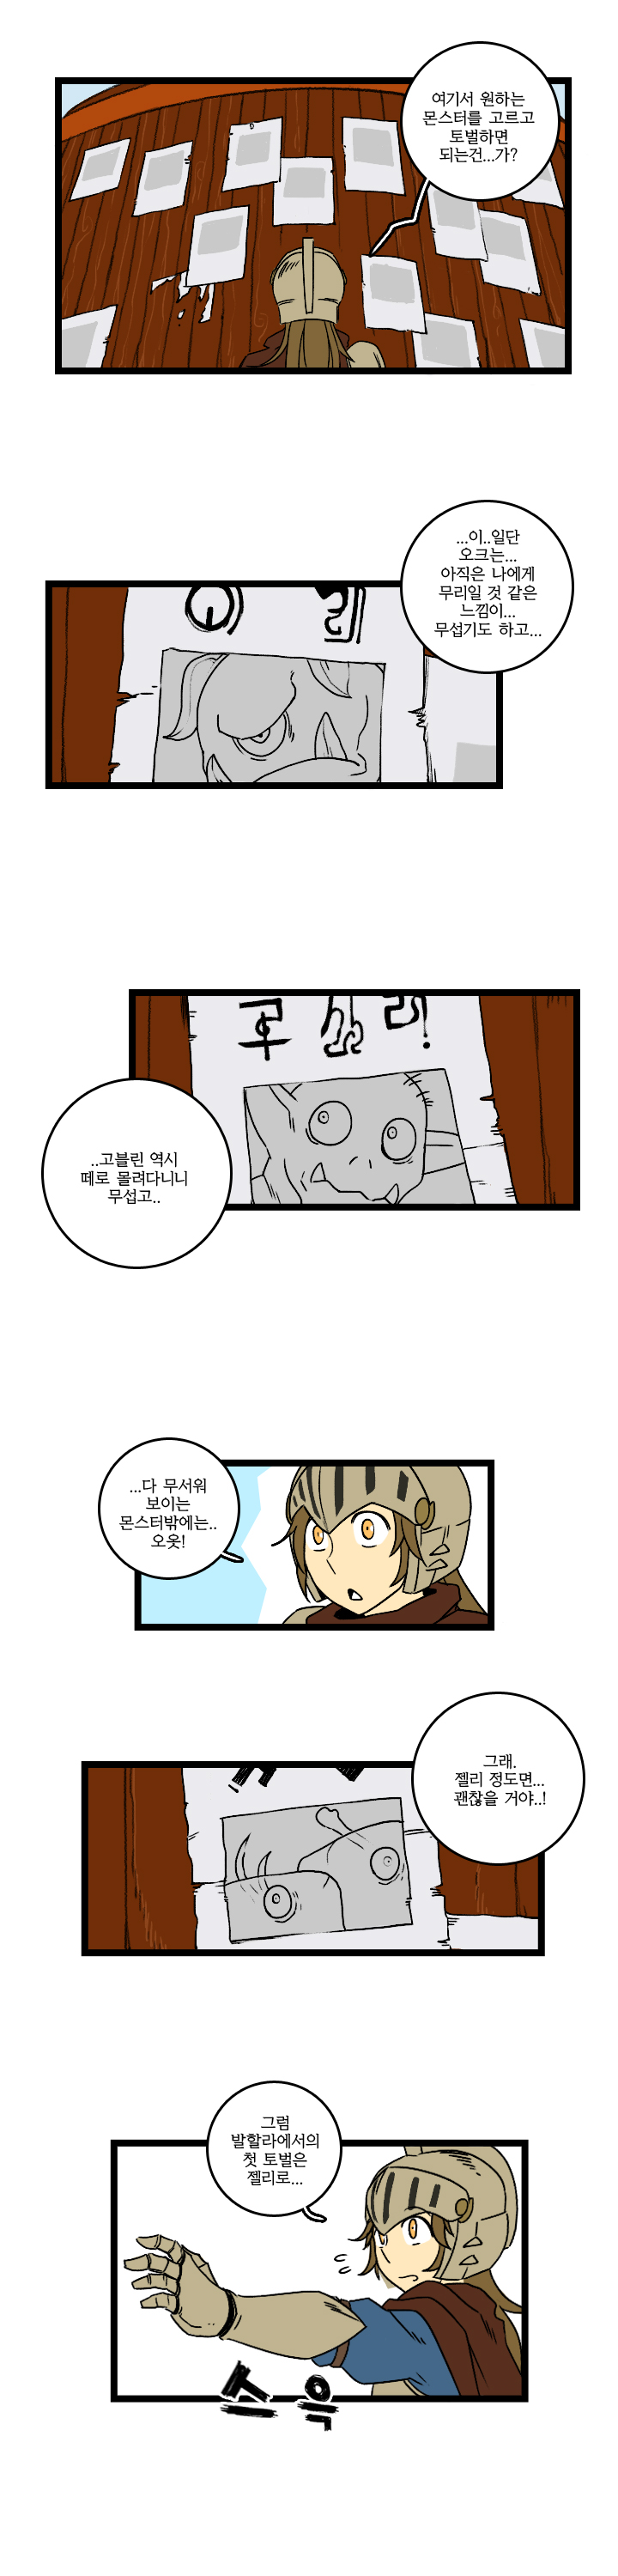 여기서 원하는
몬스터를 고르고
토벌하면
되는건...가?
...이..일단
오크는...
아직은 나에게
무리일 것 같은
느낌이...
무섭기도 하고...
..고블린 역시
떼로 몰려다니니
무섭고..
...다 무서워
보이는
몬스터밖에는..
오옷!
그래.
젤리 정도면...
괜찮을 거야..!
그럼
발할라에서의
첫 토벌은
젤리로...
스윽